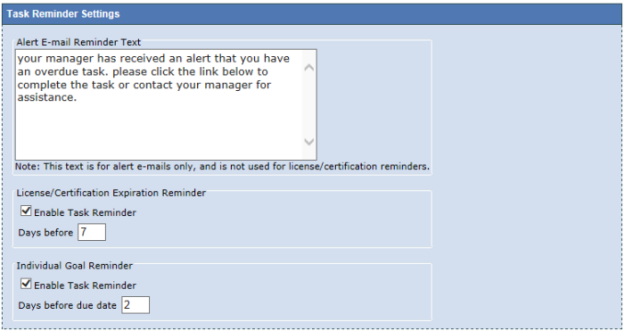 Task Reminder Settings
Alert E-mail Reminder Text
your manager has received an alert that you have
an overdue task. please click the link below to
complete the task or contact your manager for
assistance.
Note: This text is for alert e-mails only, and is not used for license/certification reminders.
License/Certification Expiration Reminder
Enable Task Reminder
Days before 7
Individual Goal Reminder
Enable Task Reminder
Days before due date 2